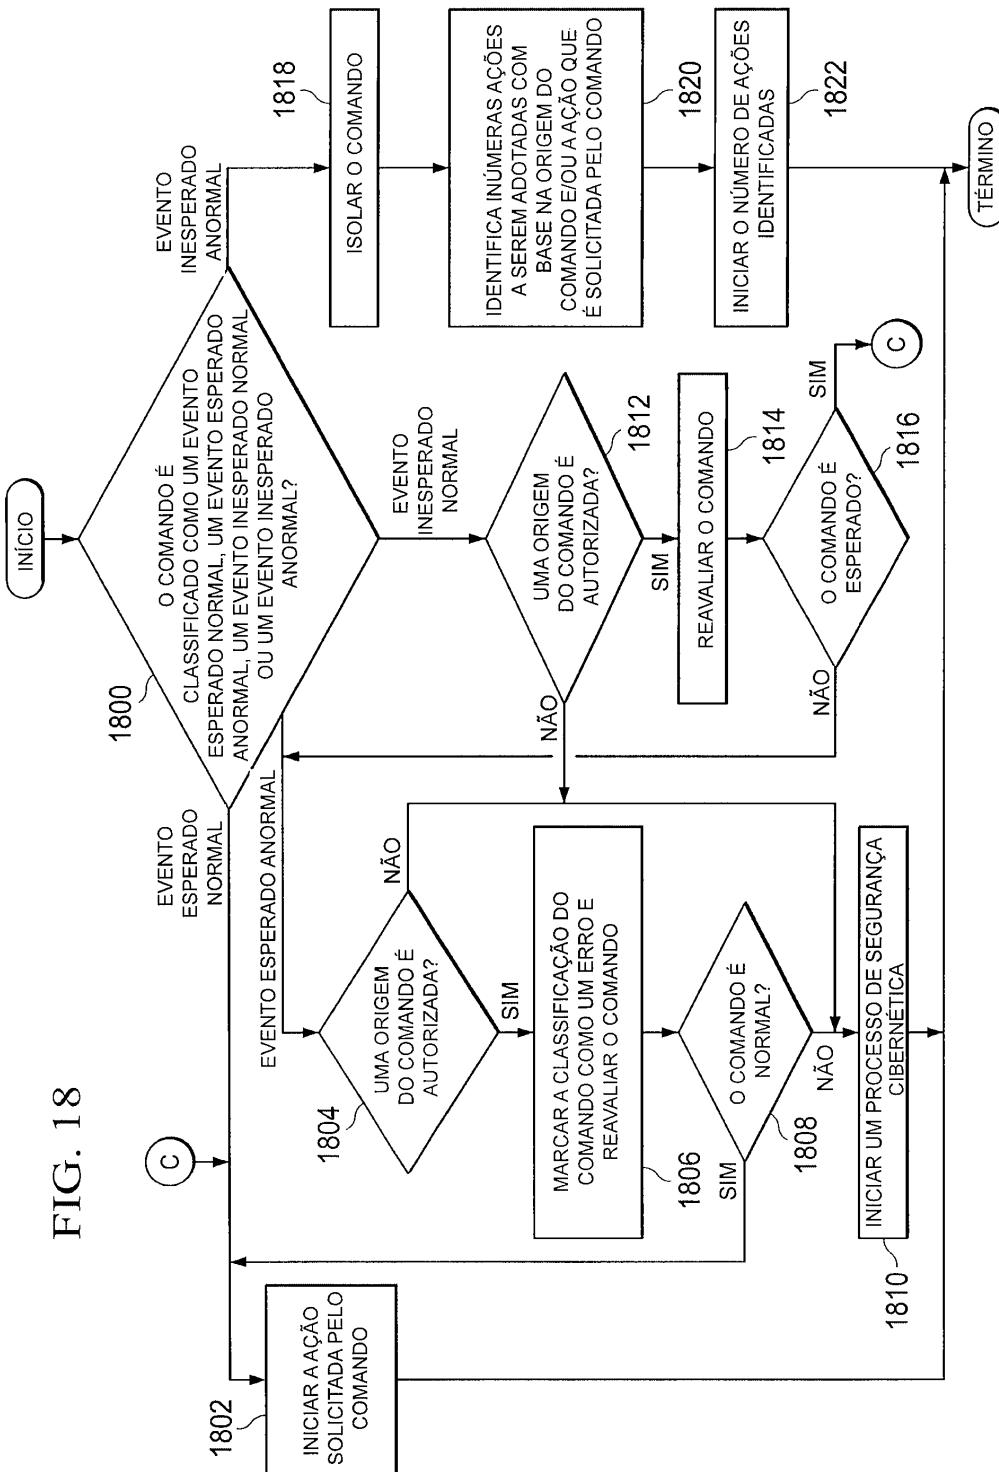 FIG. 18
INÍCIO
1800
O COMANDO É
CLASSIFICADO COMO UM EVENTO
ESPERADO NORMAL, UM EVENTO ESPERADO
ANORMAL, UM EVENTO INESPERADO NORMAL
OU UM EVENTO INESPERADO
ANORMAL?
EVENTO
ESPERADO
NORMAL
EVENTO
INESPERADO
ANORMAL
C
EVENTO ESPERADO ANORMAL
EVENTO
INESPERADO
NORMAL
1802
INICIAR A AÇÃO
SOLICITADA PELO
COMANDO
1804
UMA ORIGEM
DO COMANDO É
AUTORIZADA?
NÃO
SIM
MARCAR A CLASSIFICAÇÃO DO
COMANDO COMO UM ERRO E
REAVALIAR O COMANDO
1806
O COMANDO É
NORMAL?
1808
SIM
NÃO
INICIAR UM PROCESSO DE SEGURANÇA
CIBERNÉTICA
1810
UMA ORIGEM
DO COMANDO É
AUTORIZADA?
1812
NÃO
SIM
REAVALIAR O COMANDO
1814
O COMANDO É
ESPERADO?
1816
NÃO
SIM
C
ISOLAR O COMANDO
1818
IDENTIFICA INÚMERAS AÇÕES
A SEREM ADOTADAS COM
BASE NA ORIGEM DO
COMANDO E/OU A AÇÃO QUE
É SOLICITADA PELO COMANDO
1820
INICIAR O NÚMERO DE AÇÕES
IDENTIFICADAS
1822
TÉRMINO